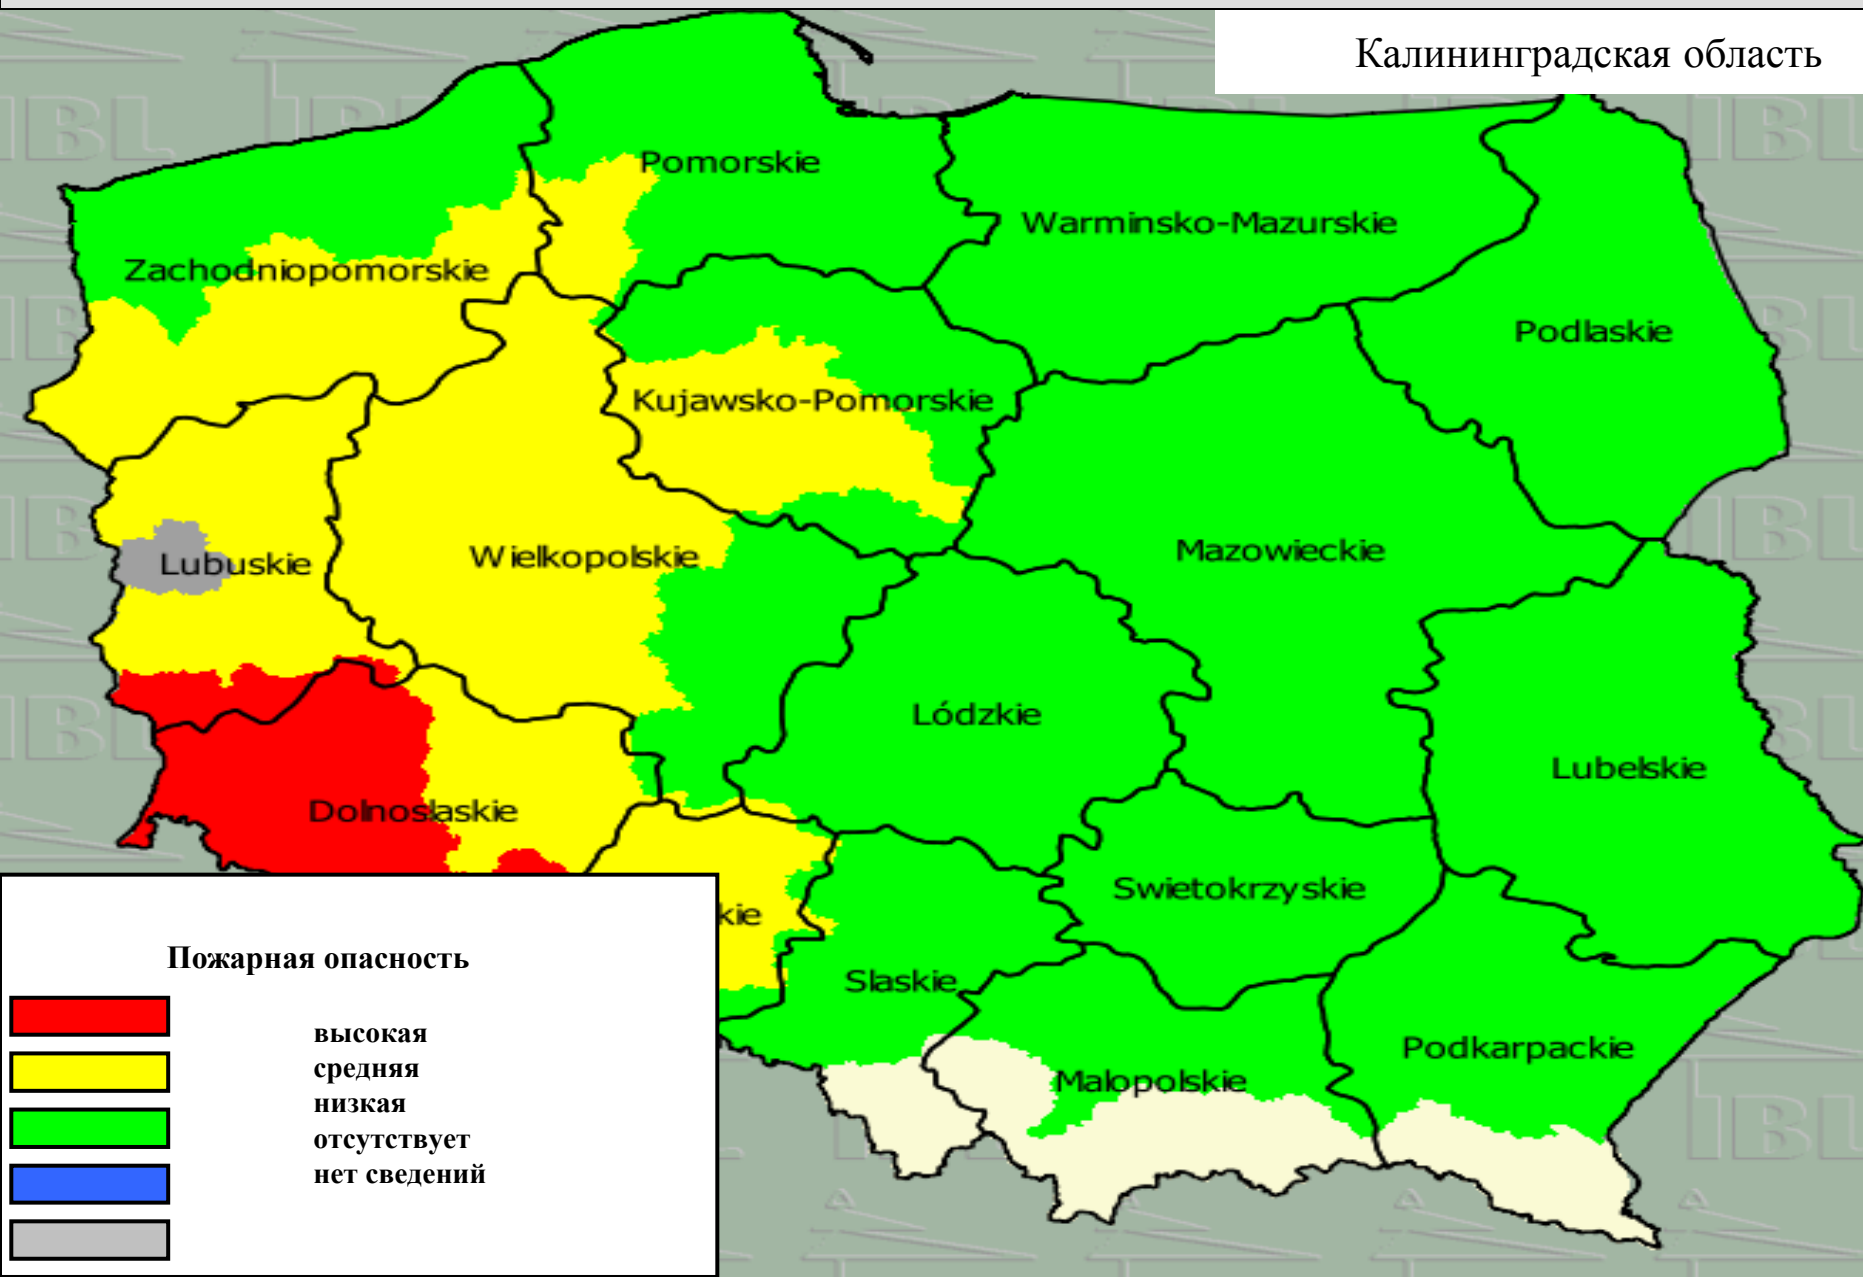 Калининградская область
Pomorskie
Warminsko-Mazurskie
Zachodniopomorskie
Podlaskie
Kujawsko-Pomorskie
Mazowieckie
Wielkopolskie
Lubuskie
Lódzkie
Lubelskie
Dolnoslaskie
Swietokrzyskie
kie
Slaskie
Podkarpackie
Malopolskie
Пожарная опасность
высокая
средняя
низкая
отсутствует
нет сведений
IBL